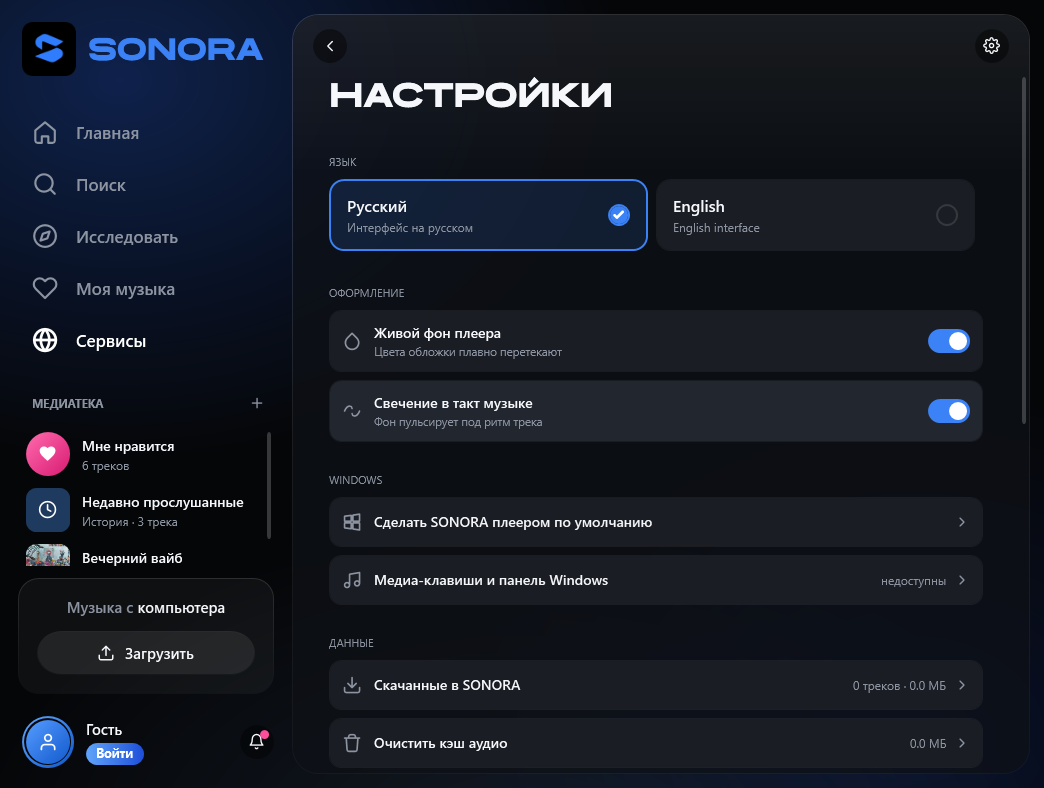 SONORA
Главная
Поиск
Исследовать
Моя музыка
Сервисы
МЕДИАТЕКА
Мне нравится
6 треков
Недавно прослушанные
История · 3 трека
Вечерний вайб
Музыка с компьютера
Загрузить
Гость
Войти
НАСТРОЙКИ
ЯЗЫК
Русский
Интерфейс на русском
English
English interface
ОФОРМЛЕНИЕ
Живой фон плеера
Цвета обложки плавно перетекают
Свечение в такт музыке
Фон пульсирует под ритм трека
WINDOWS
Сделать SONORA плеером по умолчанию
Медиа-клавиши и панель Windows
недоступны
ДАННЫЕ
Скачанные в SONORA
0 треков · 0.0 МБ
Очистить кэш аудио
0.0 МБ